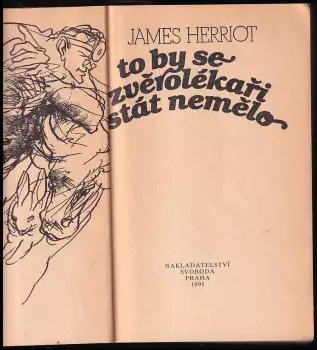 JAMES HERRIOT
to by se
zvěrolékaři
stát nemělo
NAKLADATELSTVÍ
SVOBODA
PRAHA
1991